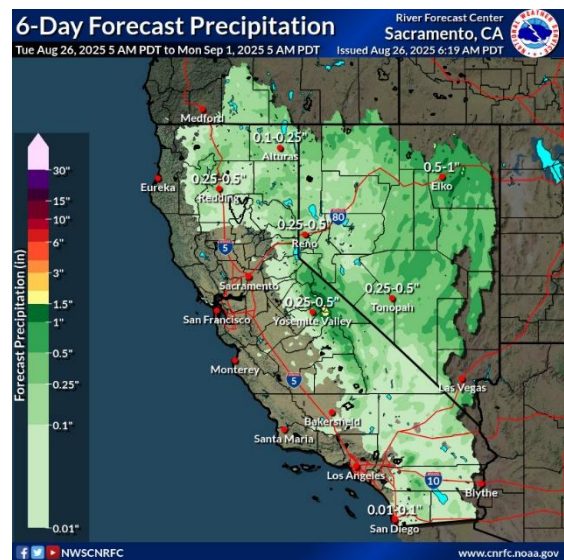 6-Day Forecast Precipitation
Tue Aug 26, 2025 5 AM PDT to Mon Sep 1, 2025 5 AM PDT
River Forecast Center
Sacramento, CA
Issued Aug 26, 2025 6:19 AM PDT
NATIONAL WEATHER SERVICE
Forecast Precipitation (in)
30"
15"
10"
6"
3"
1.5"
1"
0.5"
0.25"
0.1"
0.01"
Medford
0.1-0.25"
Alturas
Eureka
0.25-0.5"
Redding
0.5-1"
Elko
80
0.25-0.5"
Reno
5
Sacramento
0.25-0.5"
Tonopah
0.25-0.5"
Yosemite Valley
San Francisco
Monterey
5
Las Vegas
Bakersfield
Santa Maria
Los Angeles
10
Blythe
0.01-0.1"
San Diego
NWSCNRFC
www.cnrfc.noaa.gov